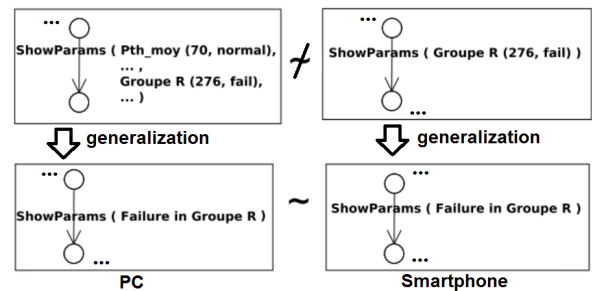 ...
ShowParams ( Pth_moy (70, normal),
... ,
Groupe R (276, fail),
... )
≁
...
ShowParams ( Groupe R (276, fail) )
...
generalization
generalization
...
ShowParams ( Failure in Groupe R )
...
~
...
ShowParams ( Failure in Groupe R )
...
PC
Smartphone